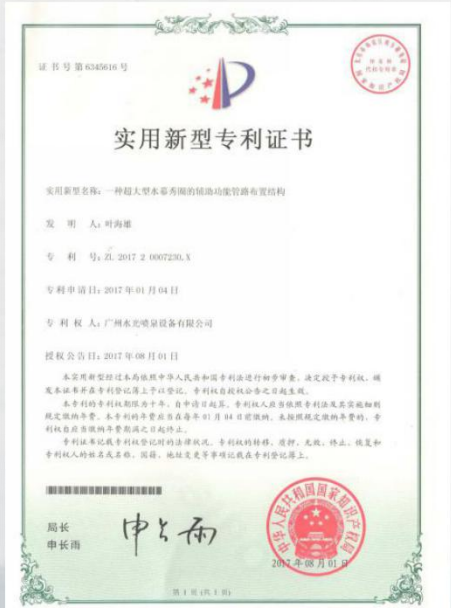 证书号第6345616号
实用新型专利证书
实用新型名称：一种超大型水幕秀阁的辅助功能管路布置结构
发 明 人：叶海雄
专 利 号：ZL 2017 2 0007230.X
专利申请日：2017年01月04日
专 利 权 人：广州水光喷泉设备有限公司
授权公告日：2017年08月01日
本实用新型经过本局依照中华人民共和国专利法进行初步审查，决定授予专利权，颁
发本证书并在专利登记簿上予以登记。专利权自授权公告之日起生效。
本专利的专利权期限为十年，自申请日起算。专利权人应当依照专利法及其实施细则
规定缴纳年费。本专利的年费应当在每年01月04日前缴纳。未按照规定缴纳年费的，专
利权自应当缴纳年费期满之日起终止。
专利证书记载专利权登记时的法律状况。专利权的转移、质押、无效、终止、恢复和
专利权人的姓名或名称、国籍、地址变更等事项记载在专利登记簿上。
局长
申长雨
申长雨
中华人民共和国国家知识产权局
2017年08月01日
第1页（共1页）